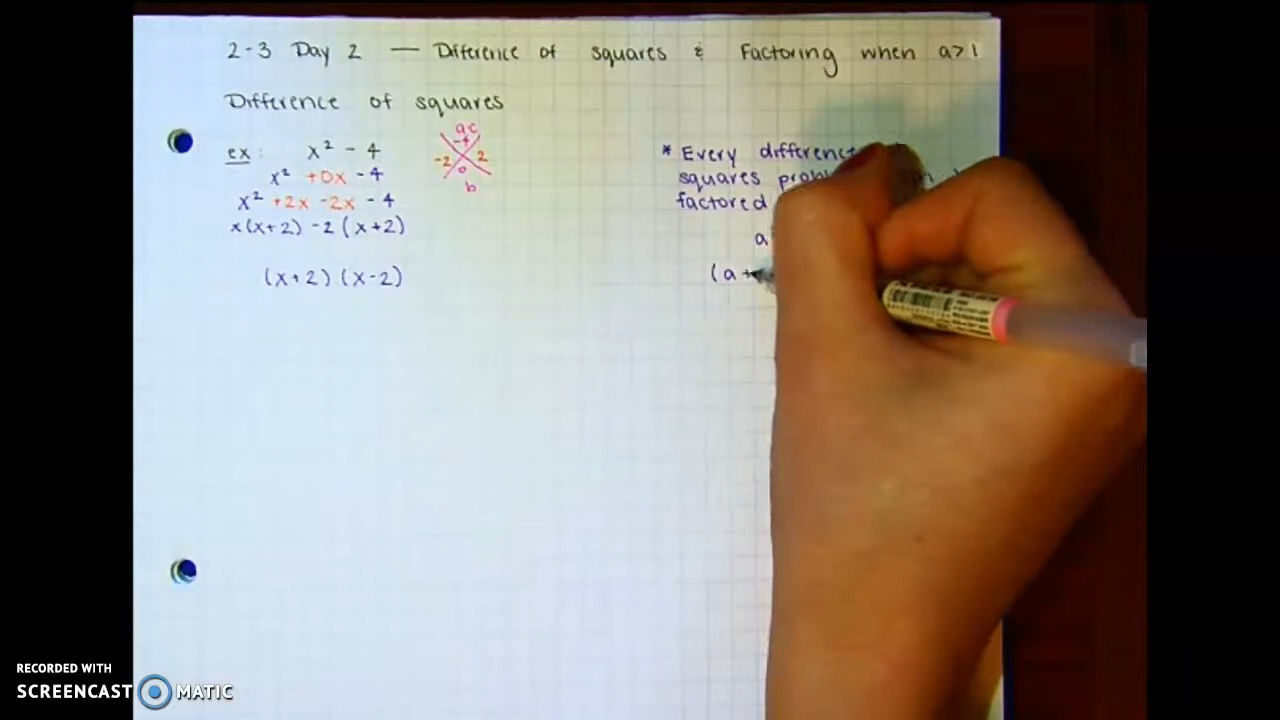 2-3 Day 2 — Difference of squares & Factoring when a>1
Difference of squares
ex: x² - 4
x² +0x -4
x² +2x -2x -4
x(x+2) -2(x+2)
(x+2)(x-2)
ac
-4
-2 2
0
b
* Every difference
squares
factored
a
(a +
RECORDED WITH
SCREENCAST MATIC